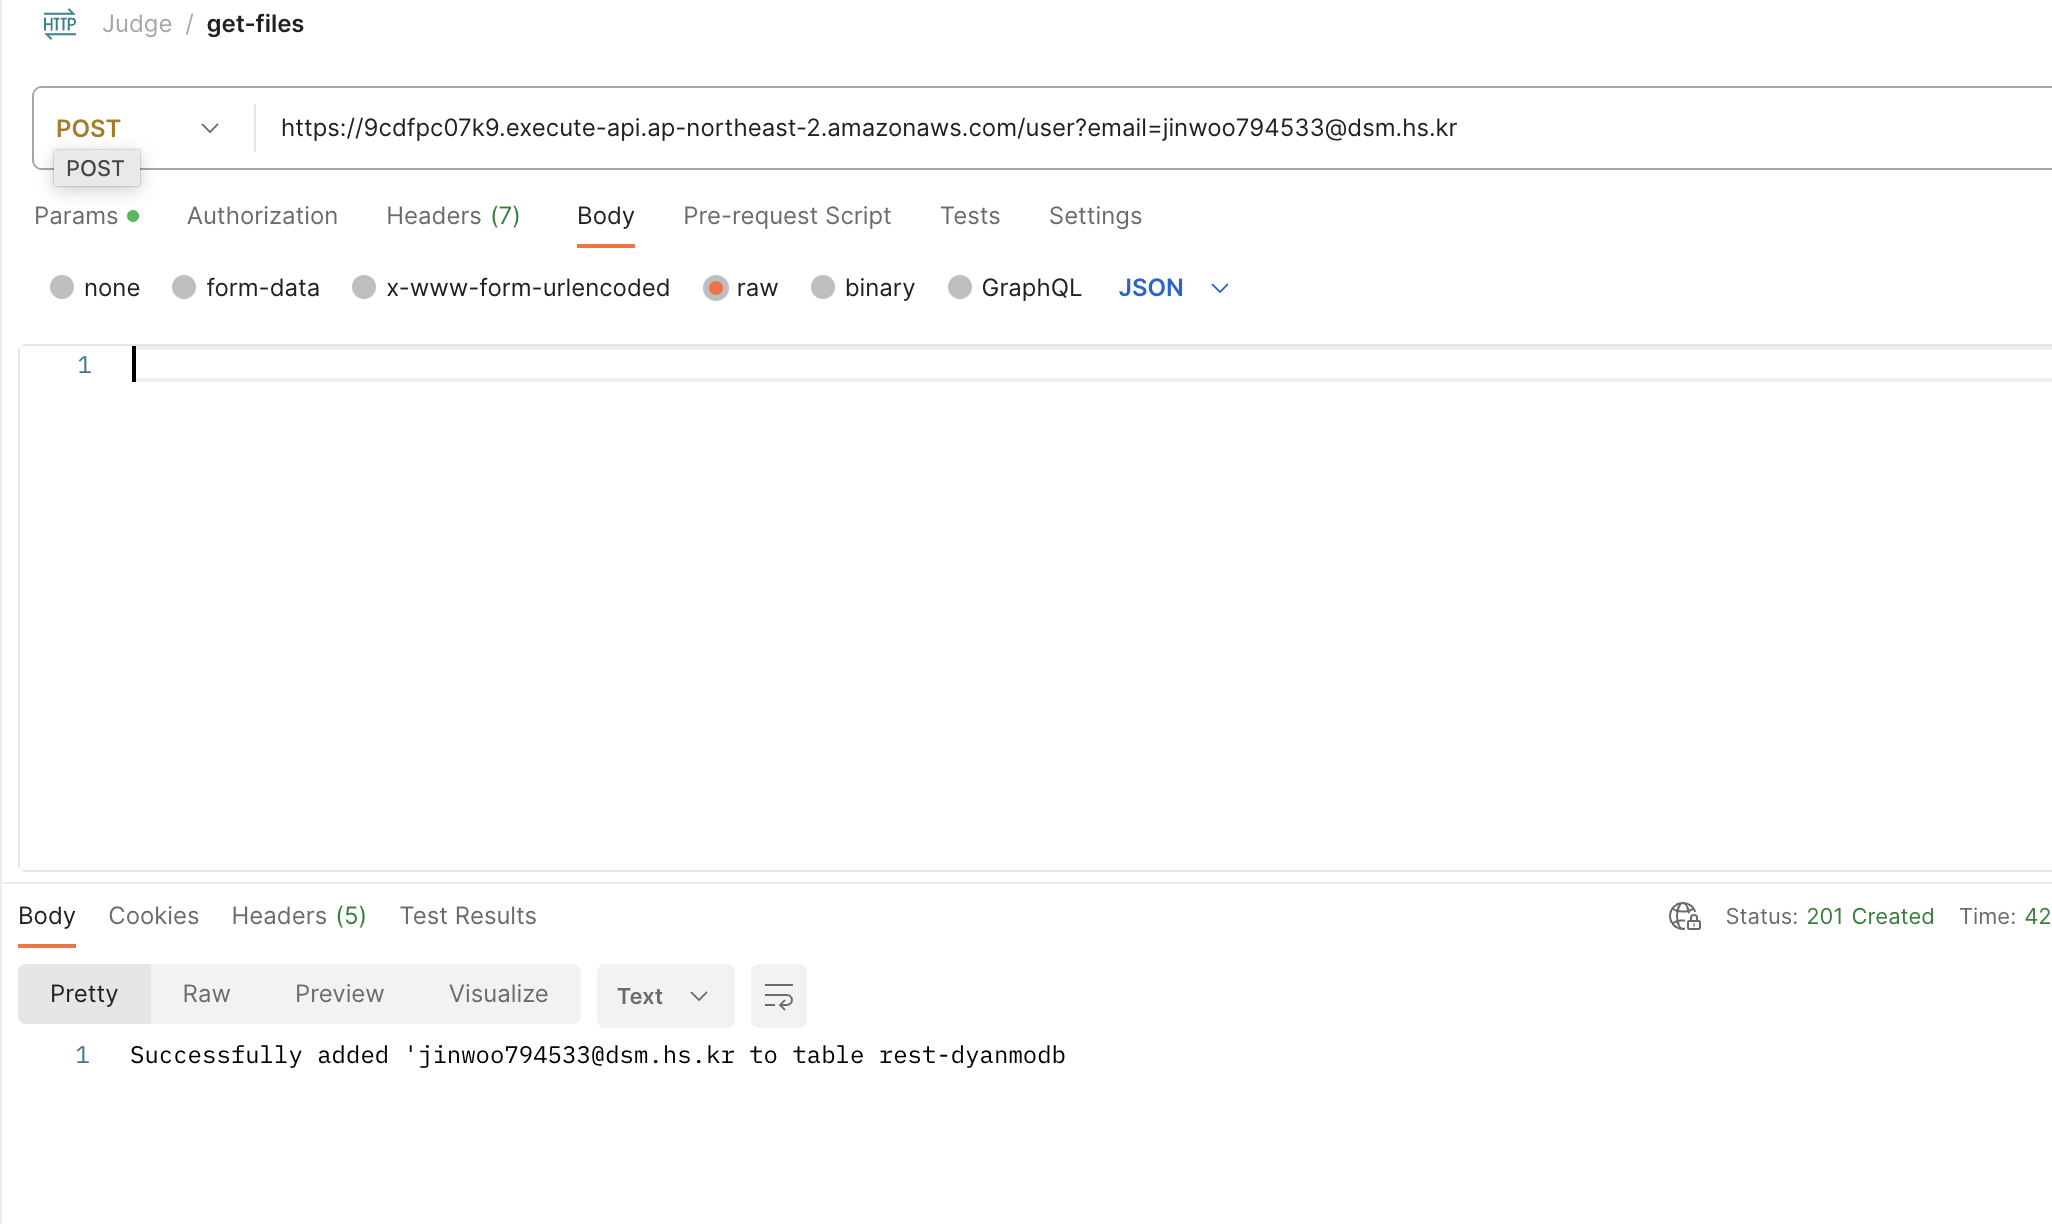 HTTP Judge / get-files
POST https://9cdfpc07k9.execute-api.ap-northeast-2.amazonaws.com/user?email=jinwoo794533@dsm.hs.kr
POST
Params Authorization Headers (7) Body Pre-request Script Tests Settings
none form-data x-www-form-urlencoded raw binary GraphQL JSON
1
Body Cookies Headers (5) Test Results Status: 201 Created Time: 42
Pretty Raw Preview Visualize Text
1 Successfully added 'jinwoo794533@dsm.hs.kr to table rest-dyanmodb